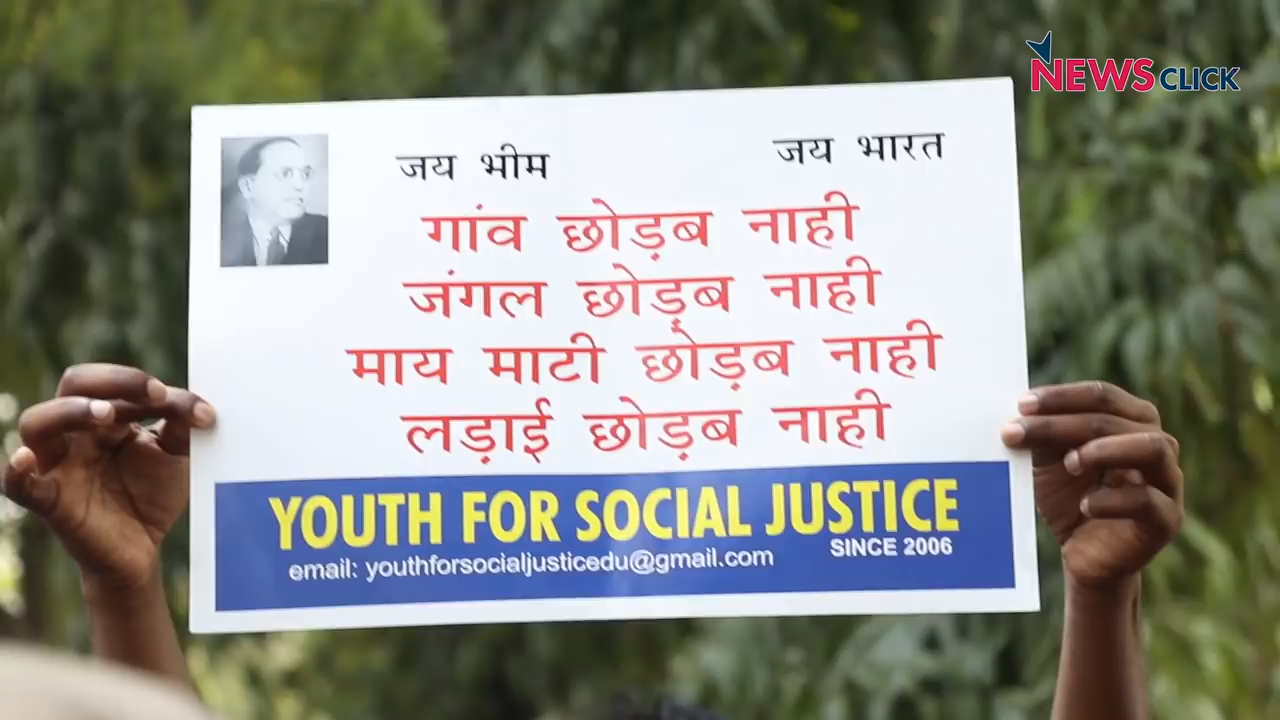 NEWSCLICK
जय भीम जय भारत
गांव छोड़ब नाही
जंगल छोड़ब नाही
माय माटी छोड़ब नाही
लड़ाई छोड़ब नाही
YOUTH FOR SOCIAL JUSTICE
SINCE 2006
email: youthforsocialjusticedu@gmail.com